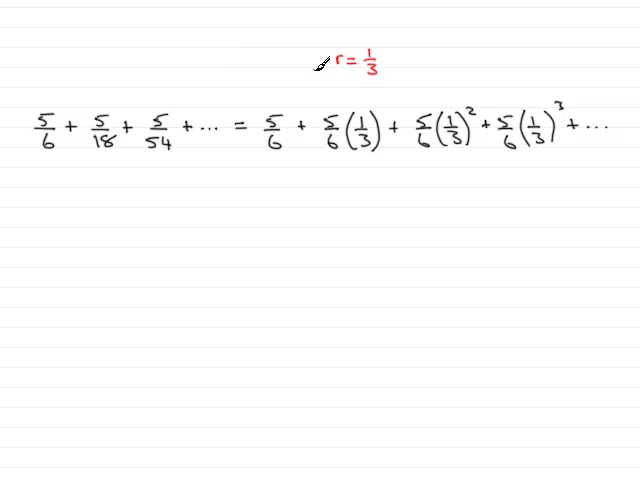 r = 1/3
5/6 + 5/18 + 5/54 + ... = 5/6 + 5/6 (1/3) + 5/6 (1/3)^2 + 5/6 (1/3)^3 + ...